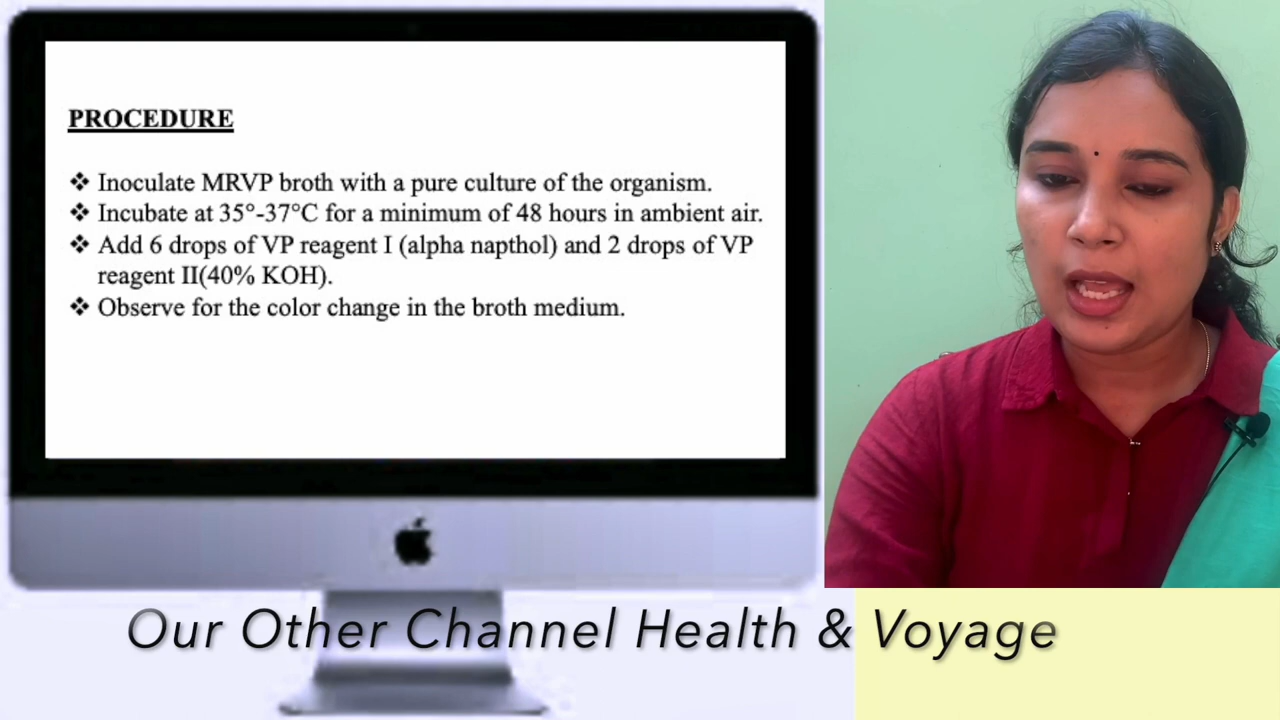 PROCEDURE
❖ Inoculate MRVP broth with a pure culture of the organism.
❖ Incubate at 35°-37°C for a minimum of 48 hours in ambient air.
❖ Add 6 drops of VP reagent I (alpha napthol) and 2 drops of VP
reagent II(40% KOH).
❖ Observe for the color change in the broth medium.
Our Other Channel Health & Voyage